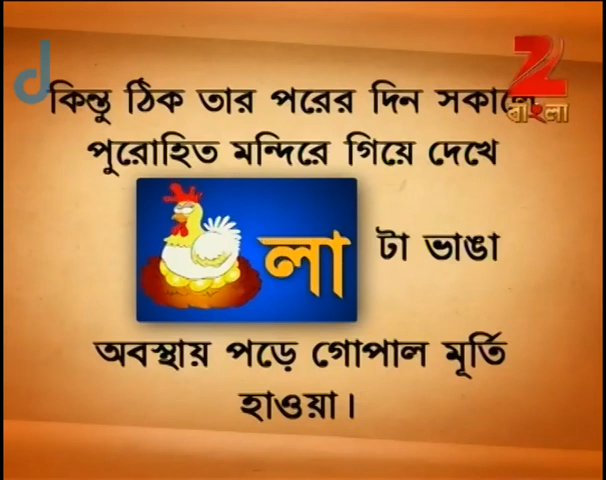 কিন্তু ঠিক তার পরের দিন সকালে
পুরোহিত মন্দিরে গিয়ে দেখে
লা টা ভাঙা
অবস্থায় পড়ে গোপাল মূর্তি
হাওয়া।
বাংলা